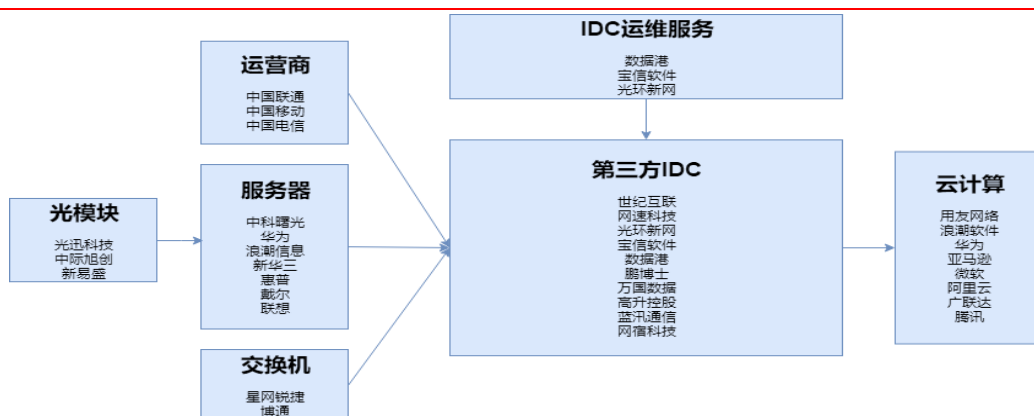 IDC运维服务
数据港
宝信软件
光环新网
运营商
中国联通
中国移动
中国电信
光模块
光迅科技
中际旭创
新易盛
服务器
中科曙光
华为
浪潮信息
新华三
惠普
戴尔
联想
交换机
星网锐捷
博通
第三方IDC
世纪互联
网速科技
光环新网
宝信软件
数据港
鹏博士
万国数据
高升控股
蓝汛通信
网宿科技
云计算
用友网络
浪潮软件
华为
亚马逊
微软
阿里云
广联达
腾讯